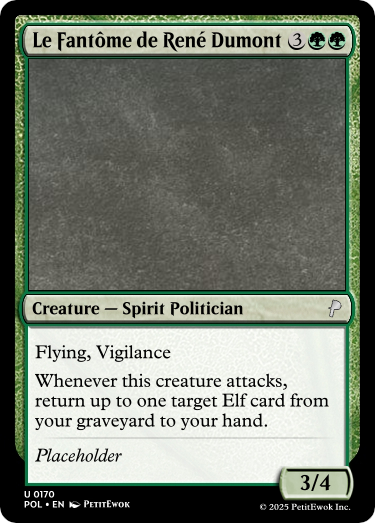 Le Fantôme de René Dumont 3
Creature — Spirit Politician
Flying, Vigilance
Whenever this creature attacks,
return up to one target Elf card from
your graveyard to your hand.
Placeholder
3/4
U 0170
POL • EN PetitEwok
© 2025 PetitEwok Inc.